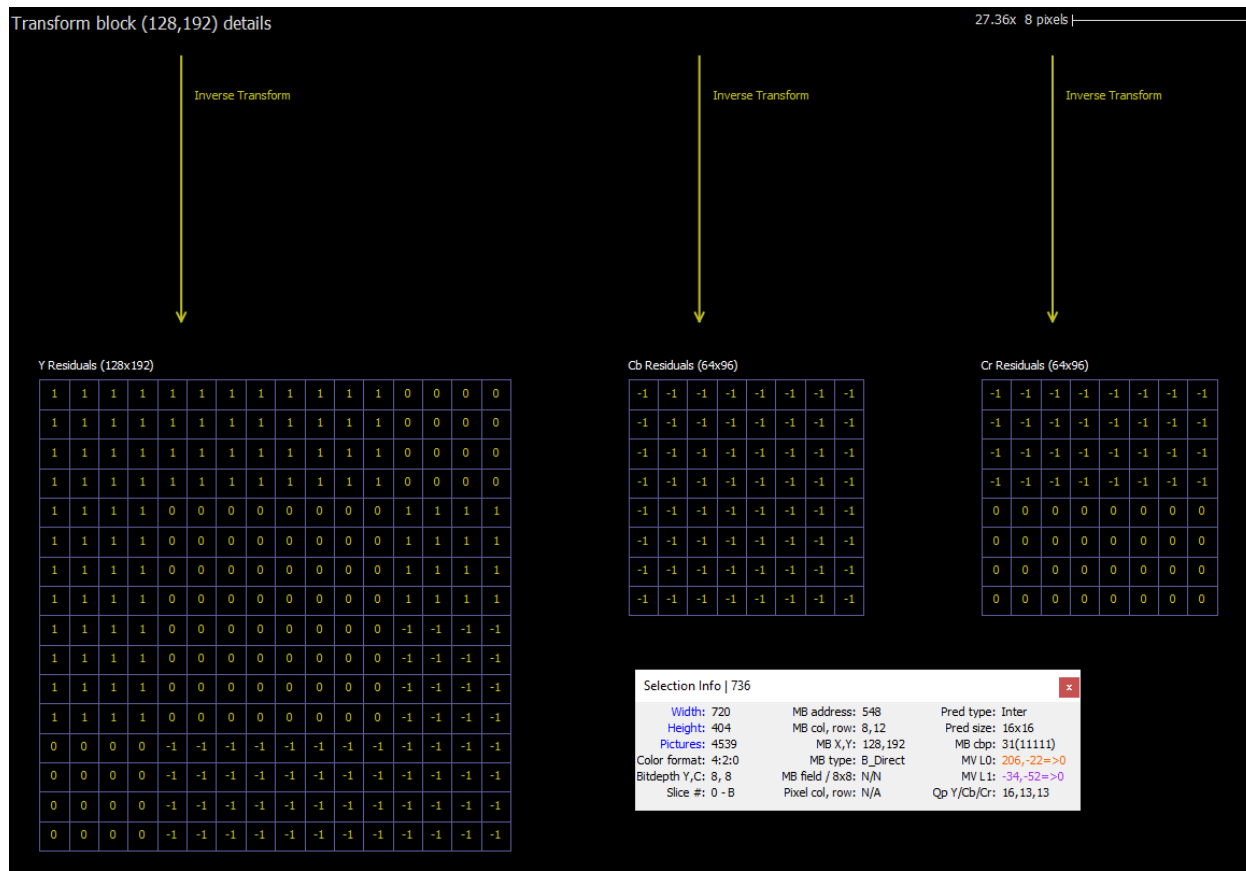 Transform block (128,192) details
27.36x 8 pixels
Inverse Transform
Inverse Transform
Inverse Transform
Y Residuals (128x192)
1 1 1 1 1 1 1 1 1 1 1 1 0 0 0 0
1 1 1 1 1 1 1 1 1 1 1 1 0 0 0 0
1 1 1 1 1 1 1 1 1 1 1 1 0 0 0 0
1 1 1 1 1 1 1 1 1 1 1 1 0 0 0 0
1 1 1 1 0 0 0 0 0 0 0 0 1 1 1 1
1 1 1 1 0 0 0 0 0 0 0 0 1 1 1 1
1 1 1 1 0 0 0 0 0 0 0 0 1 1 1 1
1 1 1 1 0 0 0 0 0 0 0 0 1 1 1 1
1 1 1 1 0 0 0 0 0 0 0 0 -1 -1 -1 -1
1 1 1 1 0 0 0 0 0 0 0 0 -1 -1 -1 -1
1 1 1 1 0 0 0 0 0 0 0 0 -1 -1 -1 -1
1 1 1 1 0 0 0 0 0 0 0 0 -1 -1 -1 -1
0 0 0 0 -1 -1 -1 -1 -1 -1 -1 -1 -1 -1 -1 -1
0 0 0 0 -1 -1 -1 -1 -1 -1 -1 -1 -1 -1 -1 -1
0 0 0 0 -1 -1 -1 -1 -1 -1 -1 -1 -1 -1 -1 -1
0 0 0 0 -1 -1 -1 -1 -1 -1 -1 -1 -1 -1 -1 -1
Cb Residuals (64x96)
-1 -1 -1 -1 -1 -1 -1 -1
-1 -1 -1 -1 -1 -1 -1 -1
-1 -1 -1 -1 -1 -1 -1 -1
-1 -1 -1 -1 -1 -1 -1 -1
-1 -1 -1 -1 -1 -1 -1 -1
-1 -1 -1 -1 -1 -1 -1 -1
-1 -1 -1 -1 -1 -1 -1 -1
-1 -1 -1 -1 -1 -1 -1 -1
Cr Residuals (64x96)
-1 -1 -1 -1 -1 -1 -1 -1
-1 -1 -1 -1 -1 -1 -1 -1
-1 -1 -1 -1 -1 -1 -1 -1
-1 -1 -1 -1 -1 -1 -1 -1
0 0 0 0 0 0 0 0
0 0 0 0 0 0 0 0
0 0 0 0 0 0 0 0
0 0 0 0 0 0 0 0
Selection Info | 736 x
Width: 720 MB address: 548 Pred type: Inter
Height: 404 MB col, row: 8,12 Pred size: 16x16
Pictures: 4539 MB X,Y: 128,192 MB cbp: 31(11111)
Color format: 4:2:0 MB type: B_Direct MV L0: 206,-22=>0
Bitdepth Y,C: 8, 8 MB field / 8x8: N/N MV L1: -34,-52=>0
Slice #: 0 - B Pixel col, row: N/A Qp Y/Cb/Cr: 16,13,13